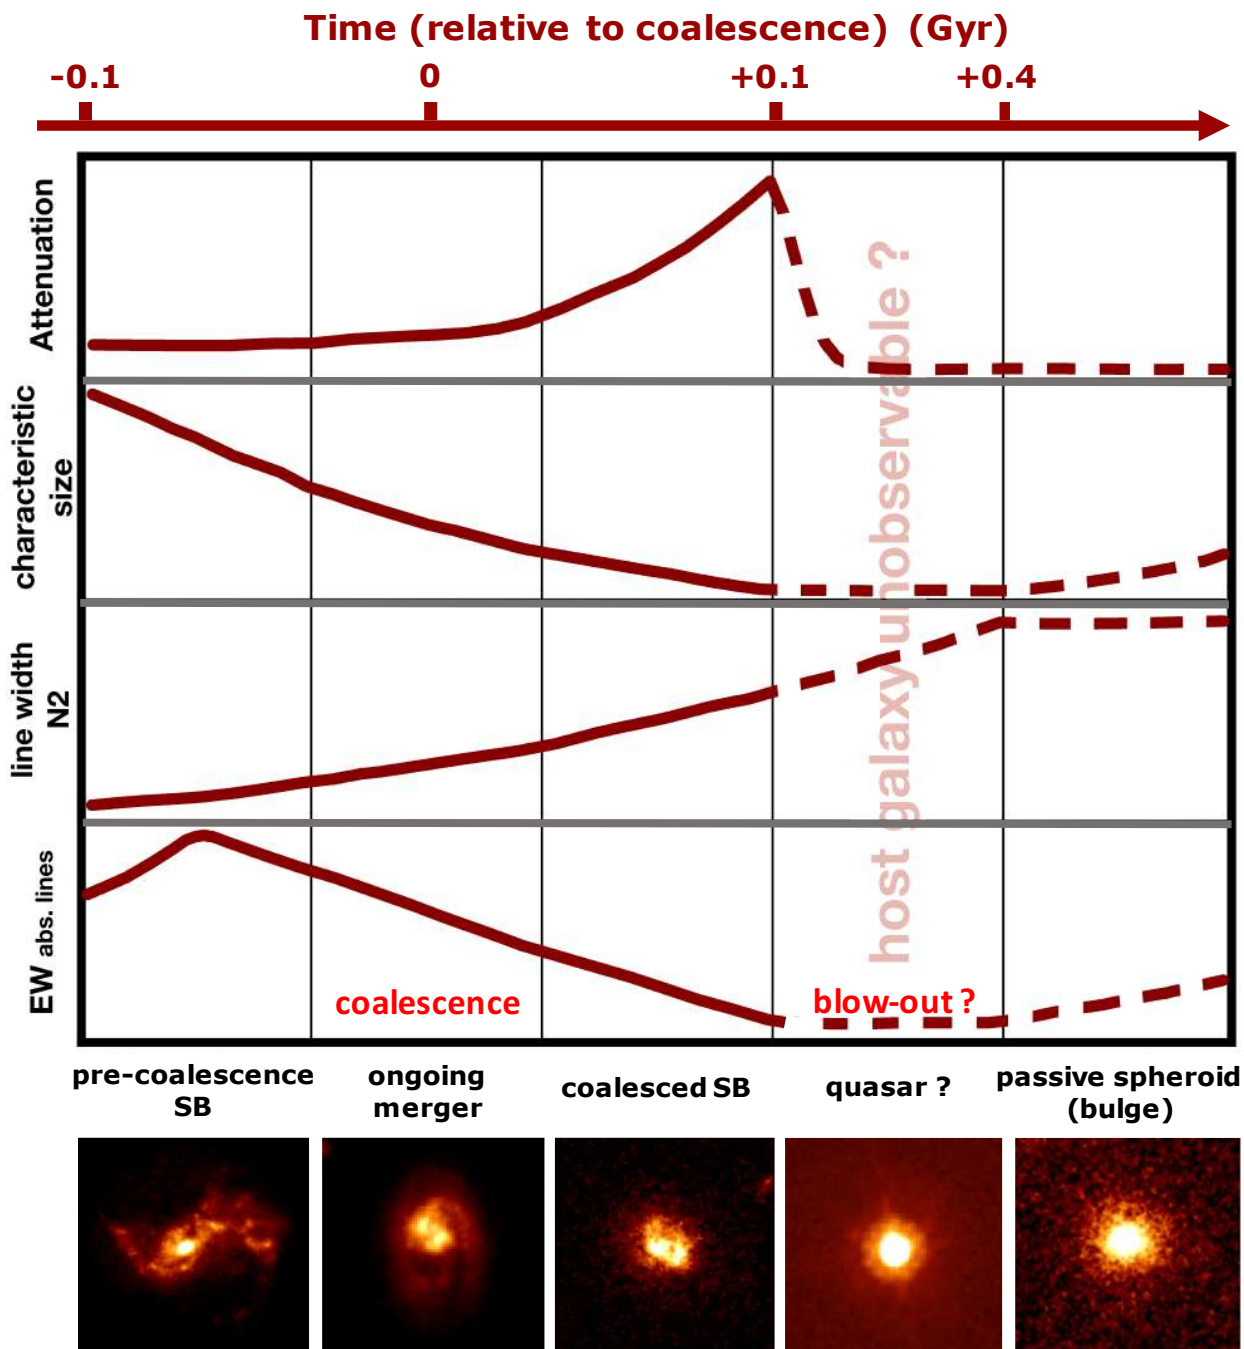 Time (relative to coalescence) (Gyr)
-0.1 0 +0.1 +0.4
Attenuation
characteristic
size
line width
N2
EW abs. lines
host galaxy unobservable ?
coalescence
blow-out ?
pre-coalescence
SB
ongoing
merger
coalesced SB
quasar ?
passive spheroid
(bulge)